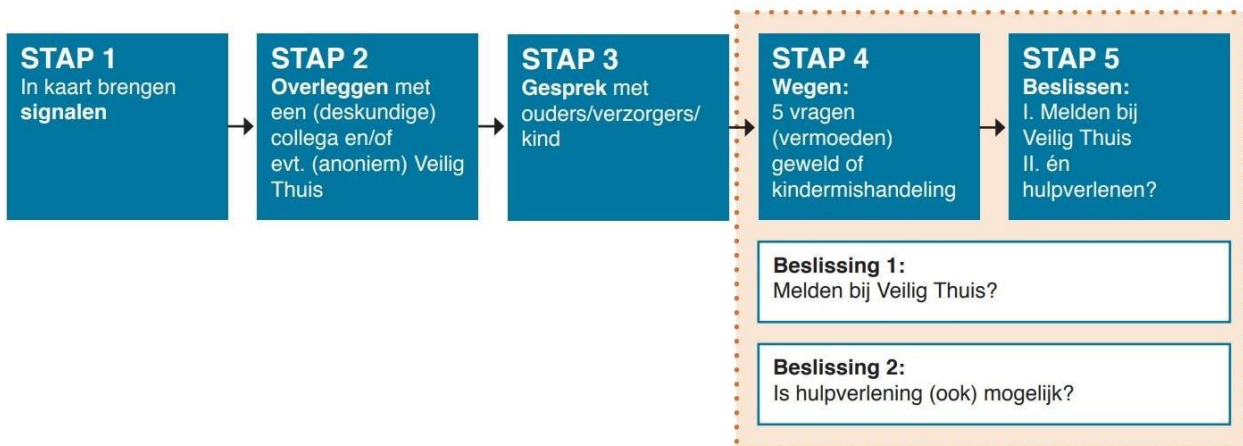 STAP 1
In kaart brengen
signalen
STAP 2
Overleggen met
een (deskundige)
collega en/of
evt. (anoniem) Veilig
Thuis
STAP 3
Gesprek met
ouders/verzorgers/
kind
STAP 4
Wegen:
5 vragen
(vermoeden)
geweld of
kindermishandeling
STAP 5
Beslissen:
I. Melden bij
Veilig Thuis
II. én
hulpverlenen?
Beslissing 1:
Melden bij Veilig Thuis?
Beslissing 2:
Is hulpverlening (ook) mogelijk?